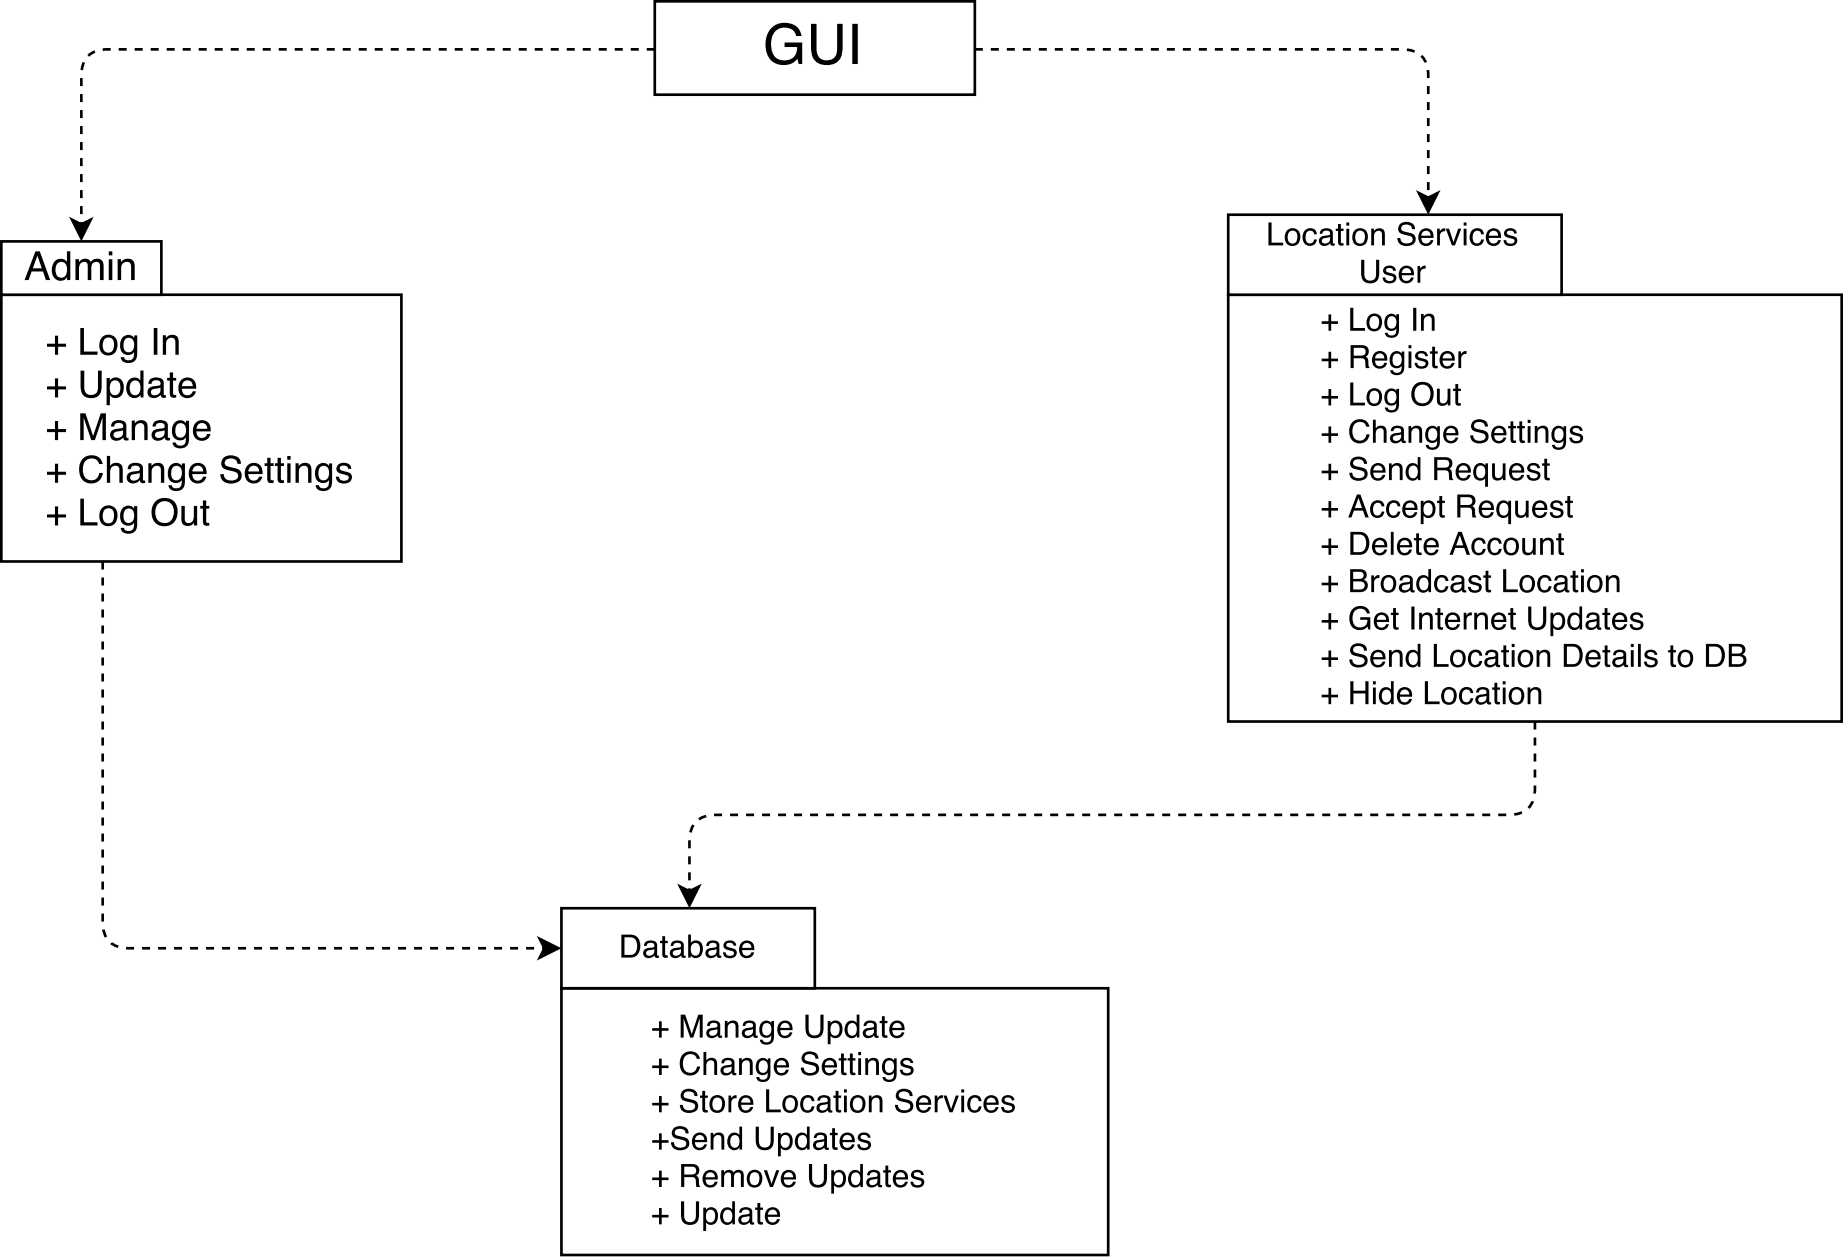 GUI
Admin
+ Log In
+ Update
+ Manage
+ Change Settings
+ Log Out
Location Services
User
+ Log In
+ Register
+ Log Out
+ Change Settings
+ Send Request
+ Accept Request
+ Delete Account
+ Broadcast Location
+ Get Internet Updates
+ Send Location Details to DB
+ Hide Location
Database
+ Manage Update
+ Change Settings
+ Store Location Services
+Send Updates
+ Remove Updates
+ Update